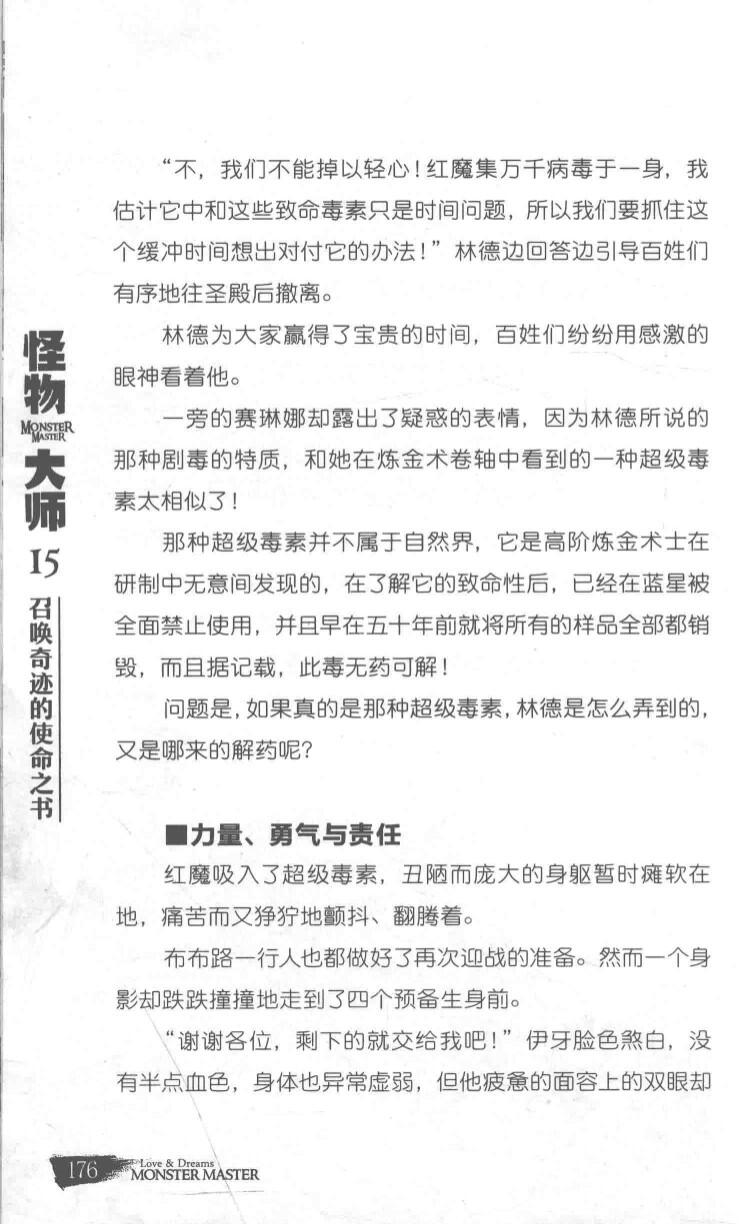 “不，我们不能掉以轻心！红魔集万千病毒于一身，我
估计它中和这些致命毒素只是时间问题，所以我们要抓住这
个缓冲时间想出对付它的办法！”林德边回答边引导百姓们
有序地往圣殿后撤离。
林德为大家赢得了宝贵的时间，百姓们纷纷用感激的
眼神看着他。
一旁的赛琳娜却露出了疑惑的表情，因为林德所说的
那种剧毒的特质，和她在炼金术卷轴中看到的一种超级毒
素太相似了！
那种超级毒素并不属于自然界，它是高阶炼金术士在
研制中无意间发现的，在了解它的致命性后，已经在蓝星被
全面禁止使用，并且早在五十年前就将所有的样品全部都销
毁，而且据记载，此毒无药可解！
问题是，如果真的是那种超级毒素，林德是怎么弄到的，
又是哪来的解药呢？
■力量、勇气与责任
红魔吸入了超级毒素，丑陋而庞大的身躯暂时瘫软在
地，痛苦而又狰狞地颤抖、翻腾着。
布布路一行人也都做好了再次迎战的准备。然而一个身
影却跌跌撞撞地走到了四个预备生身前。
“谢谢各位，剩下的就交给我吧！”伊牙脸色煞白，没
有半点血色，身体也异常虚弱，但他疲惫的面容上的双眼却
怪物
MONSTER
MASTER
大师
15
召唤奇迹的使命之书
176
Love & Dreams
MONSTER MASTER